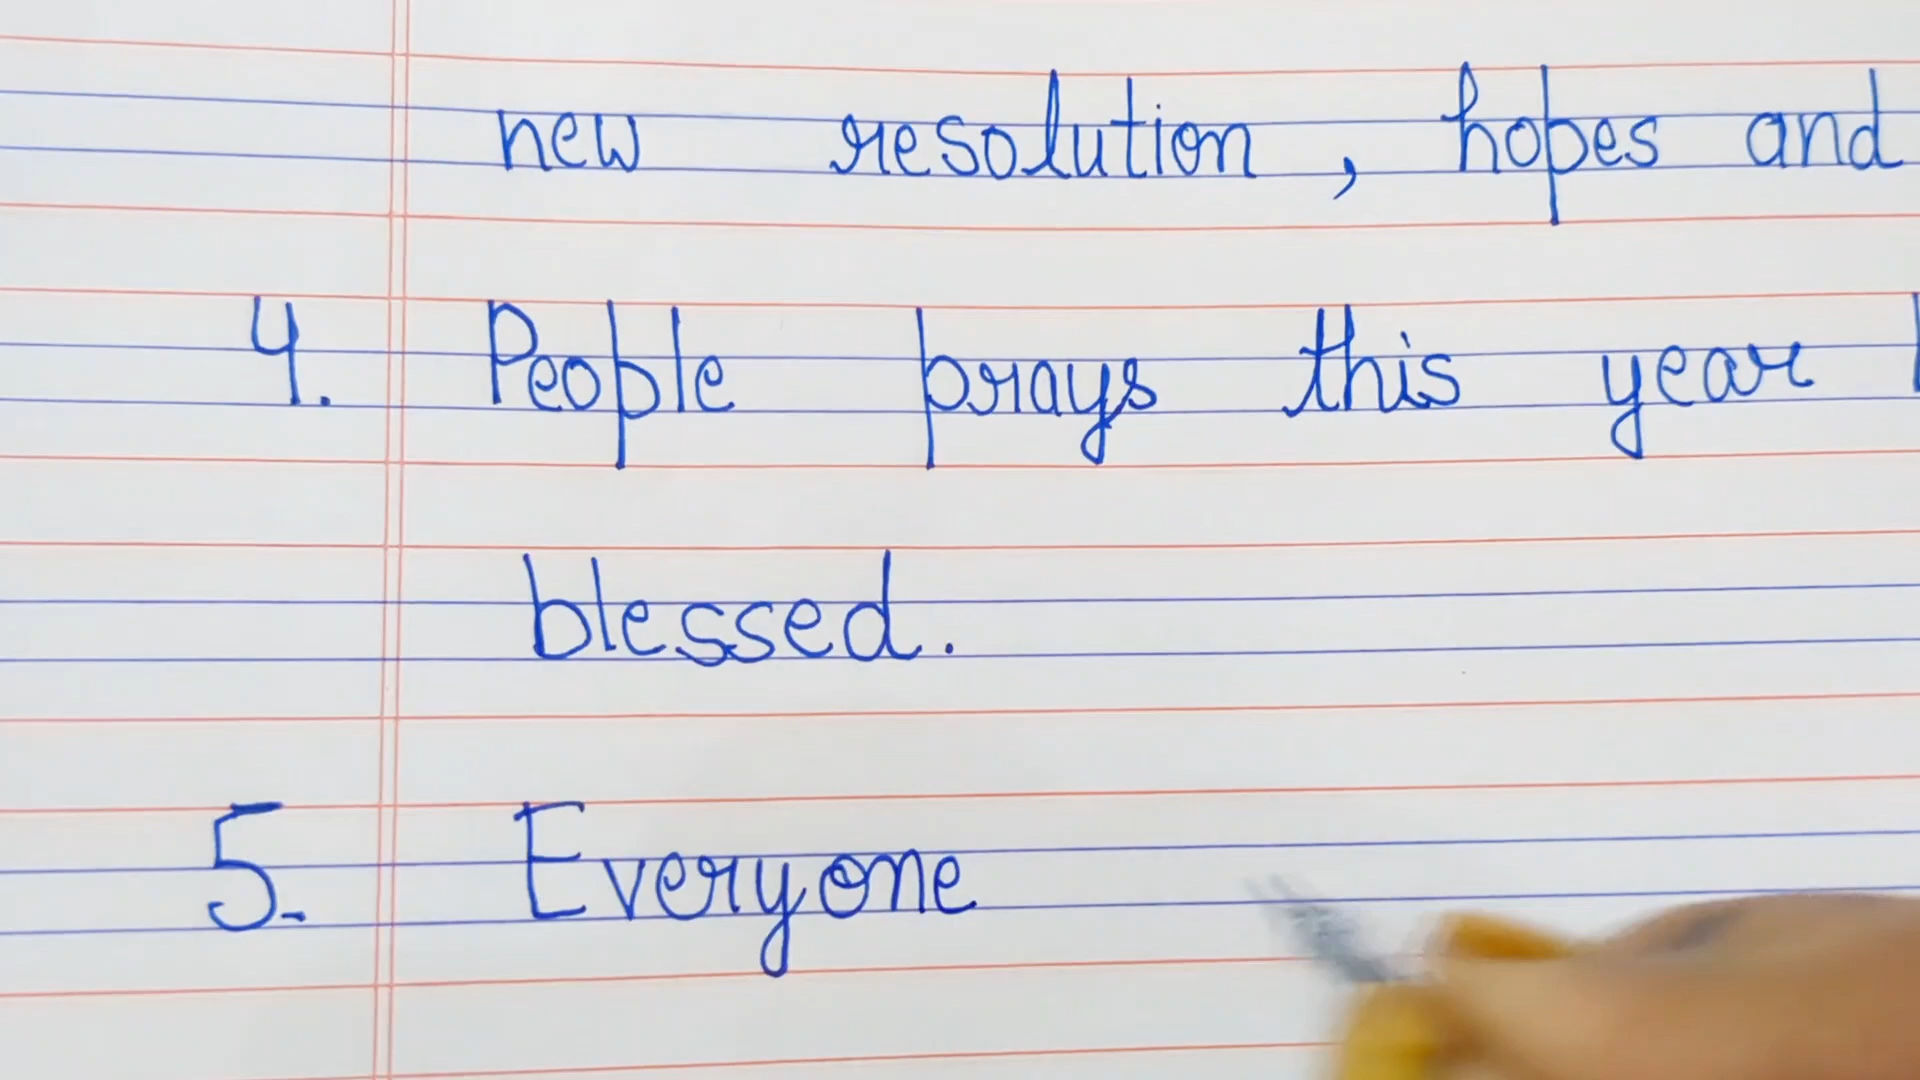 new resolution, hopes and
4. People prays this year
blessed.
5. Everyone